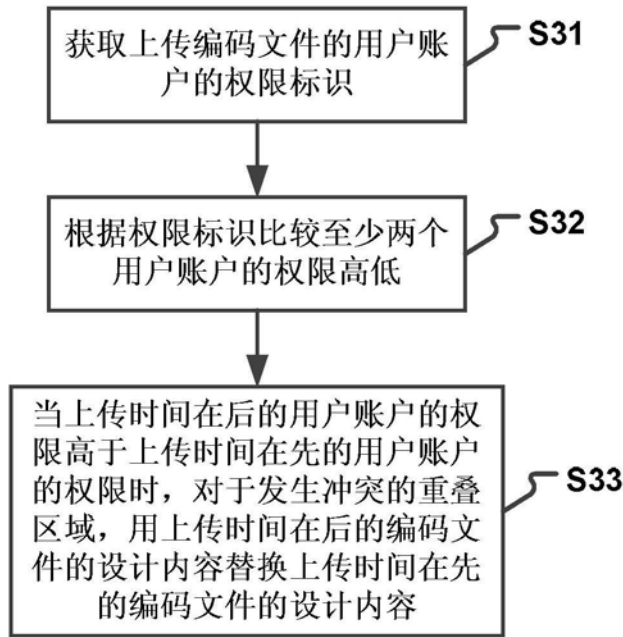 获取上传编码文件的用户账
户的权限标识
S31
根据权限标识比较至少两个
用户账户的权限高低
S32
当上传时间在后的用户账户的权
限高于上传时间在先的用户账户
的权限时，对于发生冲突的重叠
区域，用上传时间在后的编码文
件的设计内容替换上传时间在先
的编码文件的设计内容
S33